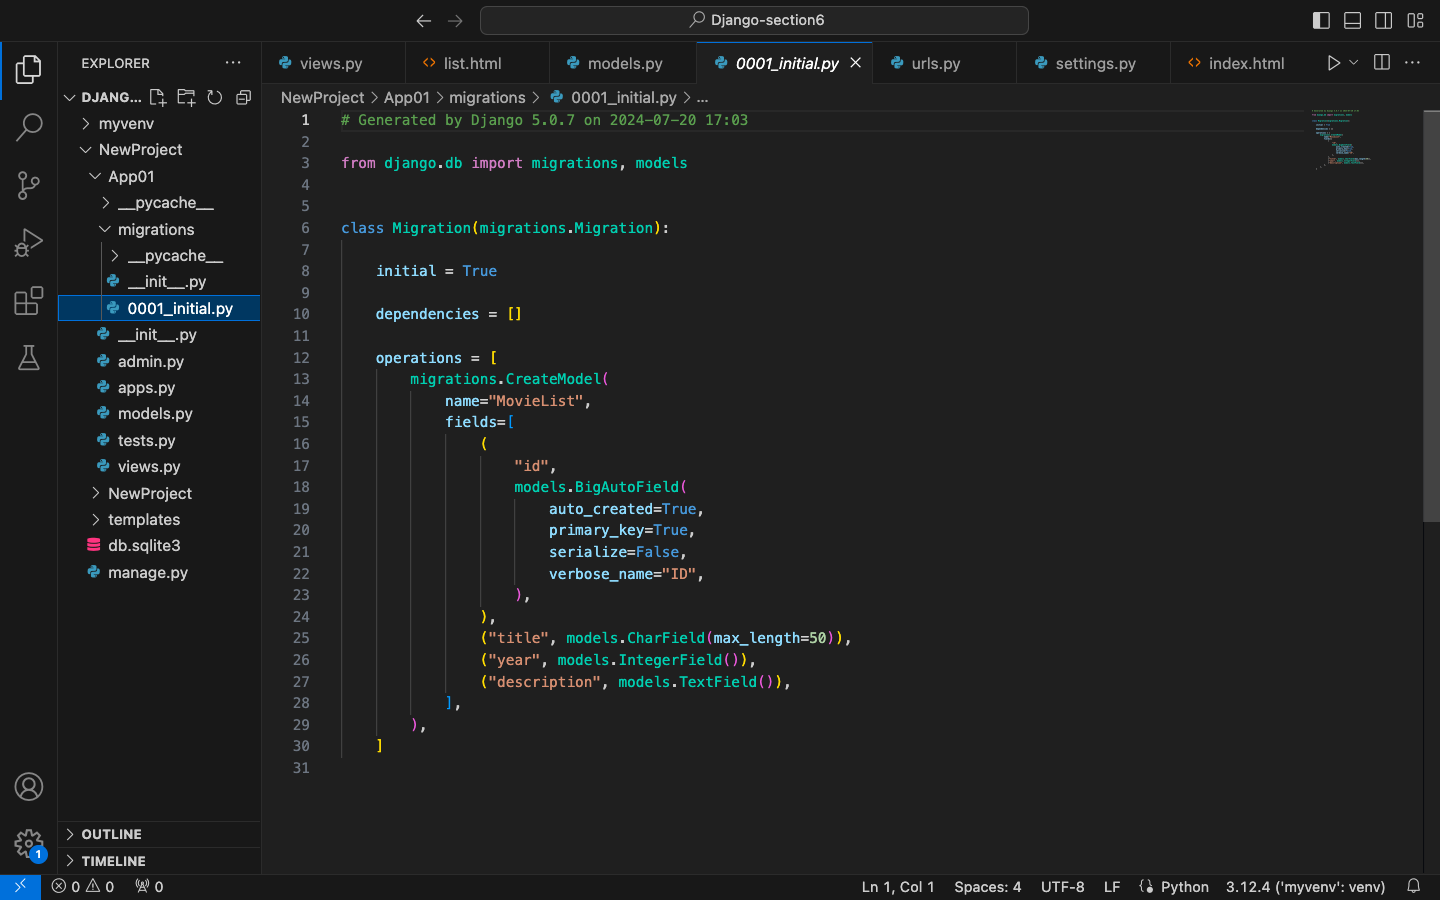 Django-section6
EXPLORER
views.py
list.html
models.py
0001_initial.py
urls.py
settings.py
index.html
DJANG...
myvenv
NewProject
App01
__pycache__
migrations
__pycache__
__init__.py
0001_initial.py
__init__.py
admin.py
apps.py
models.py
tests.py
views.py
NewProject
templates
db.sqlite3
manage.py
OUTLINE
TIMELINE
NewProject > App01 > migrations > 0001_initial.py > ...
1 # Generated by Django 5.0.7 on 2024-07-20 17:03
2
3 from django.db import migrations, models
4
5
6 class Migration(migrations.Migration):
7
8 initial = True
9
10 dependencies = []
11
12 operations = [
13 migrations.CreateModel(
14 name="MovieList",
15 fields=[
16 (
17 "id",
18 models.BigAutoField(
19 auto_created=True,
20 primary_key=True,
21 serialize=False,
22 verbose_name="ID",
23 ),
24 ),
25 ("title", models.CharField(max_length=50)),
26 ("year", models.IntegerField()),
27 ("description", models.TextField()),
28 ],
29 ),
30 ]
31
1
0 0 0 Ln 1, Col 1 Spaces: 4 UTF-8 LF Python 3.12.4 ('myvenv': venv)